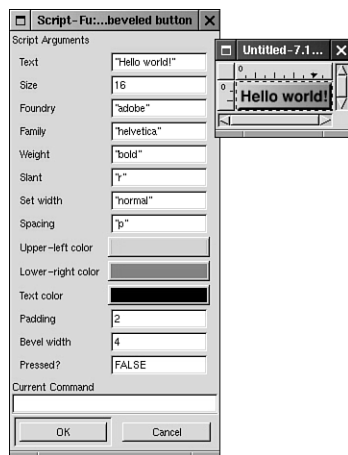 Script-Fu:...beveled button
Script Arguments
Text "Hello world!"
Size 16
Foundry "adobe"
Family "helvetica"
Weight "bold"
Slant "r"
Set width "normal"
Spacing "p"
Upper-left color
Lower-right color
Text color
Padding 2
Bevel width 4
Pressed? FALSE
Current Command
OK Cancel
Untitled-7.1...
0
0
Hello world!